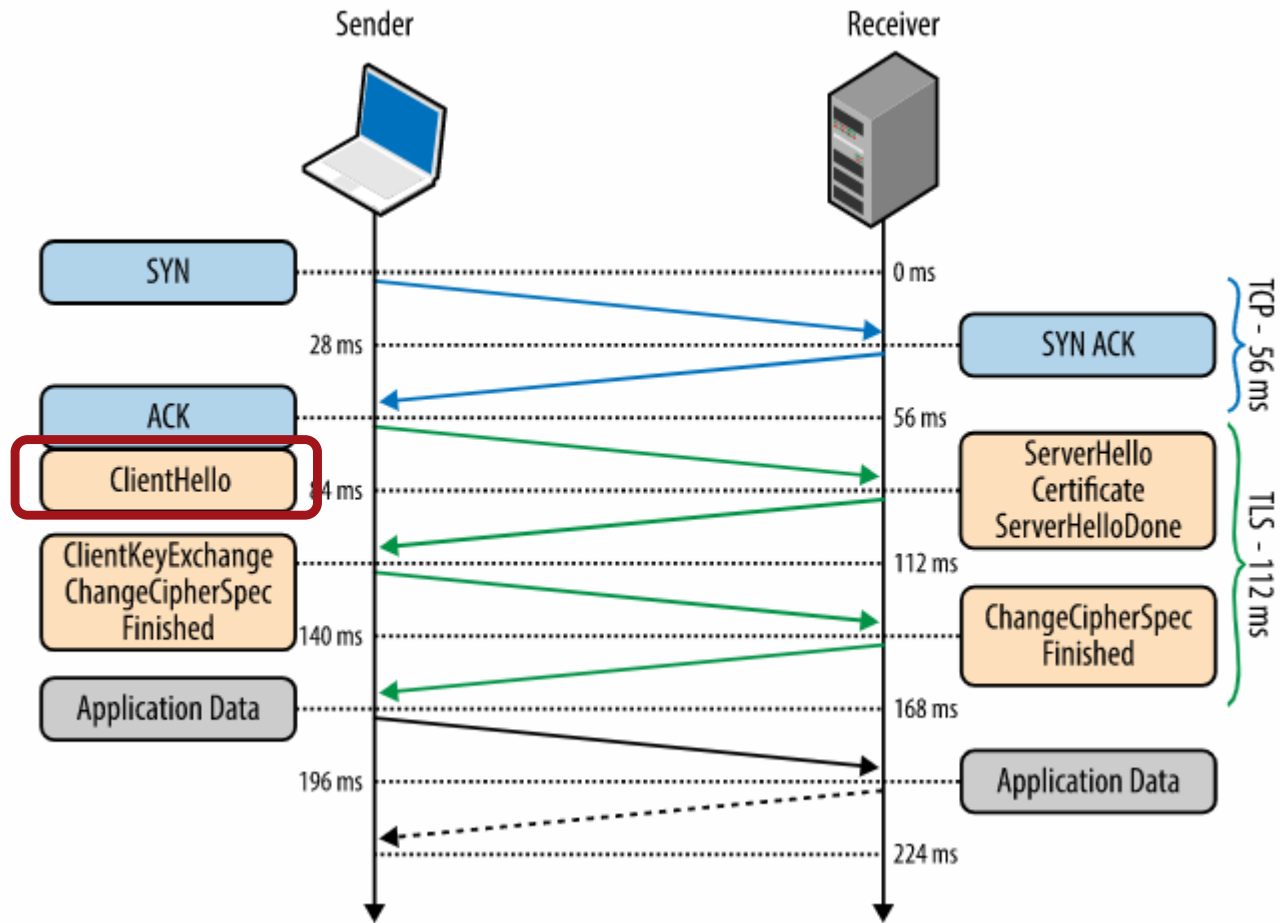 Sender
Receiver
SYN
0 ms
28 ms
SYN ACK
TCP - 56 ms
ACK
56 ms
ClientHello
84 ms
ServerHello
Certificate
ServerHelloDone
TLS - 112 ms
ClientKeyExchange
ChangeCipherSpec
Finished
112 ms
140 ms
ChangeCipherSpec
Finished
Application Data
168 ms
196 ms
Application Data
224 ms